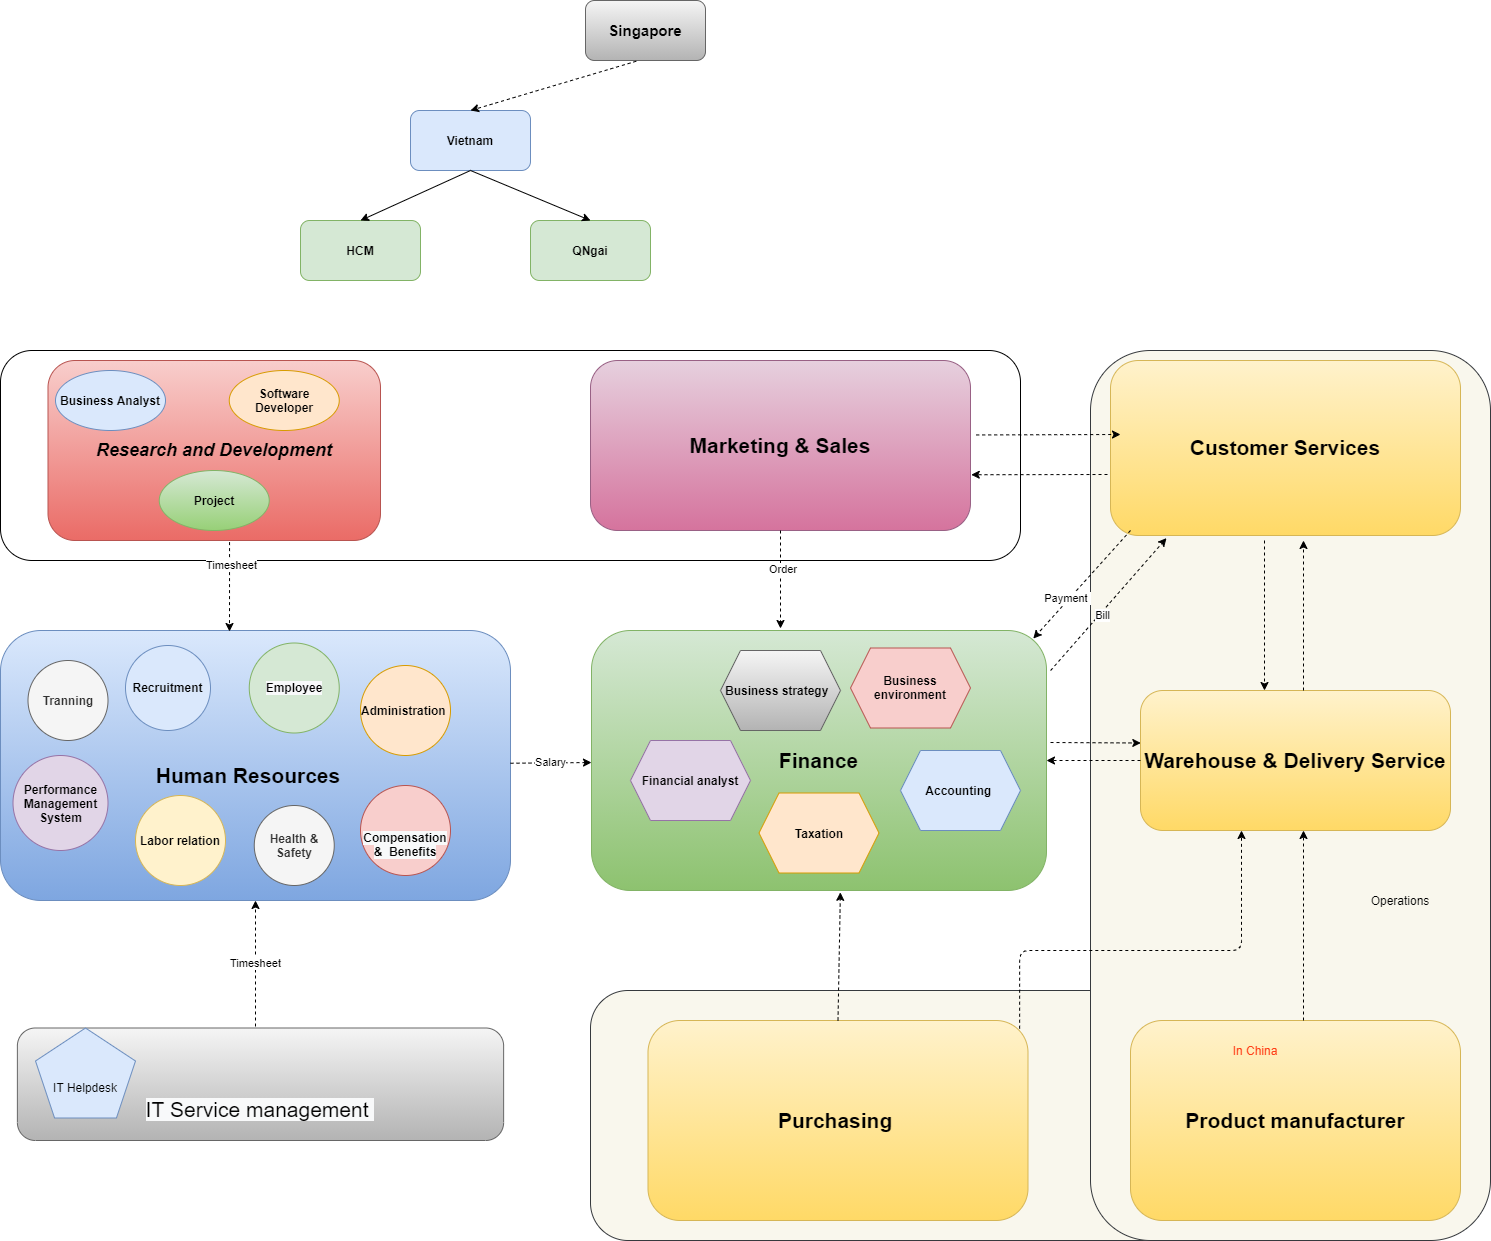 Singapore
Vietnam
HCM
QNgai
Business Analyst
Software
Developer
Research and Development
Project
Marketing & Sales
Customer Services
Timesheet
Order
Payment
Bill
Tranning
Recruitment
Employee
Administration
Human Resources
Performance
Management
System
Labor relation
Health &
Safety
Compensation
& Benefits
Salary
Business strategy
Business
environment
Finance
Financial analyst
Accounting
Taxation
Warehouse & Delivery Service
Operations
Timesheet
IT Helpdesk
IT Service management
Purchasing
In China
Product manufacturer